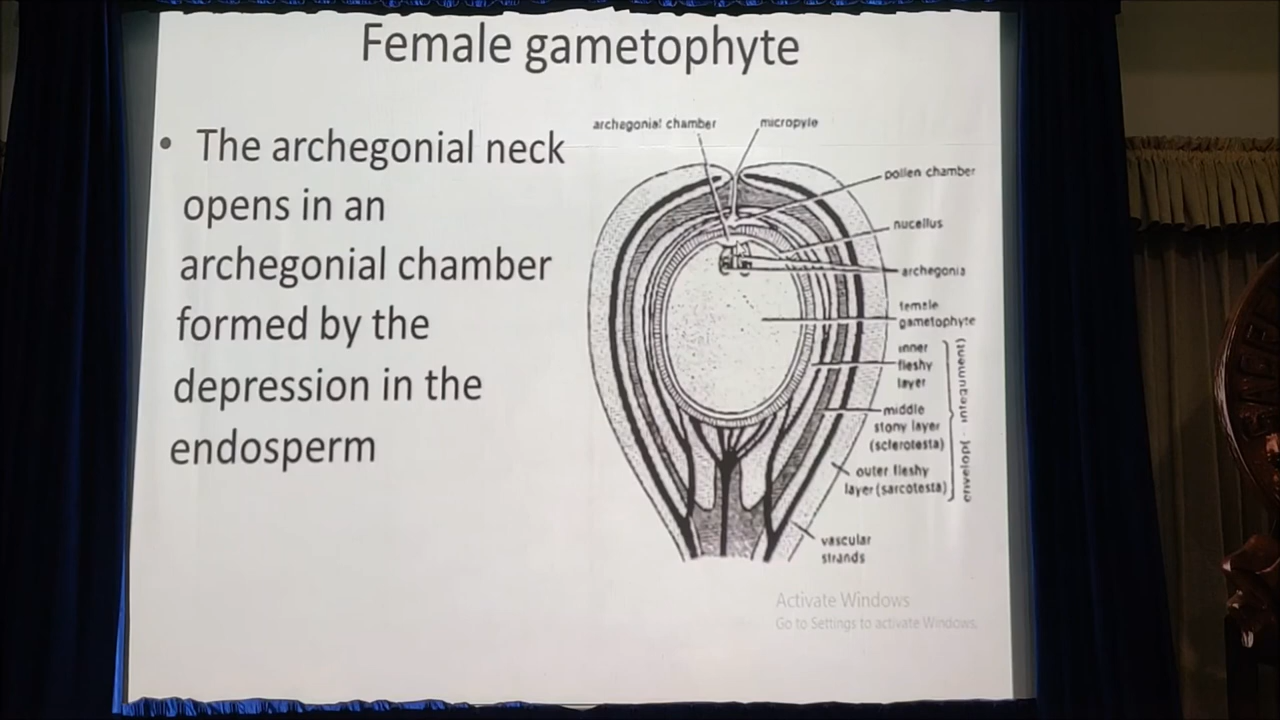 Female gametophyte
• The archegonial neck
opens in an
archegonial chamber
formed by the
depression in the
endosperm
archegonial chamber
micropyle
pollen chamber
nucellus
archegonia
female
gametophyte
inner
fleshy
layer
middle
stony layer
(sclerotesta)
outer fleshy
layer (sarcotesta)
integument)
vascular
strands
Activate Windows
Go to Settings to activate Windows.